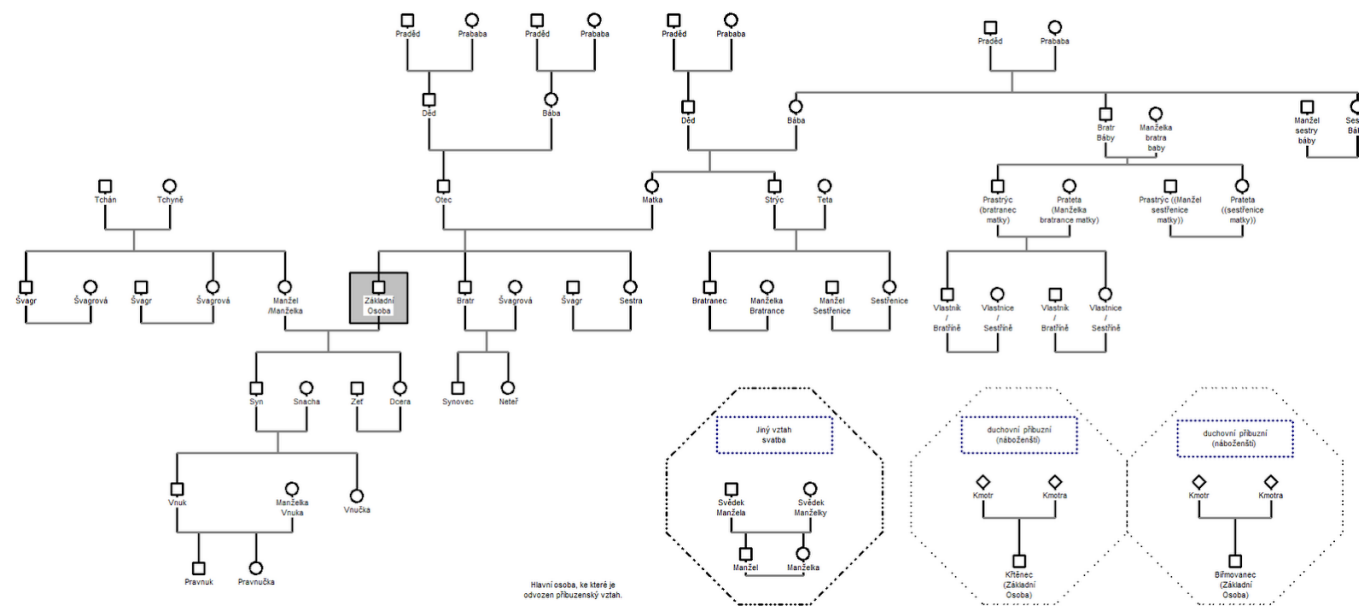 Praděd
Prababa
Praděd
Prababa
Praděd
Prababa
Praděd
Prababa
Děd
Bába
Děd
Bába
Bratr
Báby
Manželka
bratra
baby
Manžel
sestry
báby
Tchán
Tchyně
Otec
Matka
Strýc
Teta
Prastrýc
(bratranec
matky)
Prateta
(Manželka
bratrance matky)
Prastrýc ((Manžel
sestřenice
matky))
Prateta
((sestřenice
matky))
Švagr
Švagrová
Švagr
Švagrová
Manžel
/Manželka
Základní
Osoba
Bratr
Švagrová
Švagr
Sestra
Bratranec
Manželka
Bratrance
Manžel
Sestřenice
Sestřenice
Vlastník
/
Bratříně
Vlastnice
/
Sestříně
Vlastník
/
Bratříně
Vlastnice
/
Sestříně
Syn
Snacha
Zeť
Dcera
Synovec
Neteř
Vnuk
Manželka
Vnuka
Vnučka
Pravnuk
Pravnučka
Hlavní osoba, ke které je
odvozen příbuzenský vztah.
Jiný vztah
svatba
Svědek
Manžela
Svědek
Manželky
Manžel
Manželka
duchovní příbuzní
(náboženští)
Kmotr
Kmotra
Křtěnec
(Základní
Osoba)
duchovní příbuzní
(náboženští)
Kmotr
Kmotra
Biřmovanec
(Základní
Osoba)